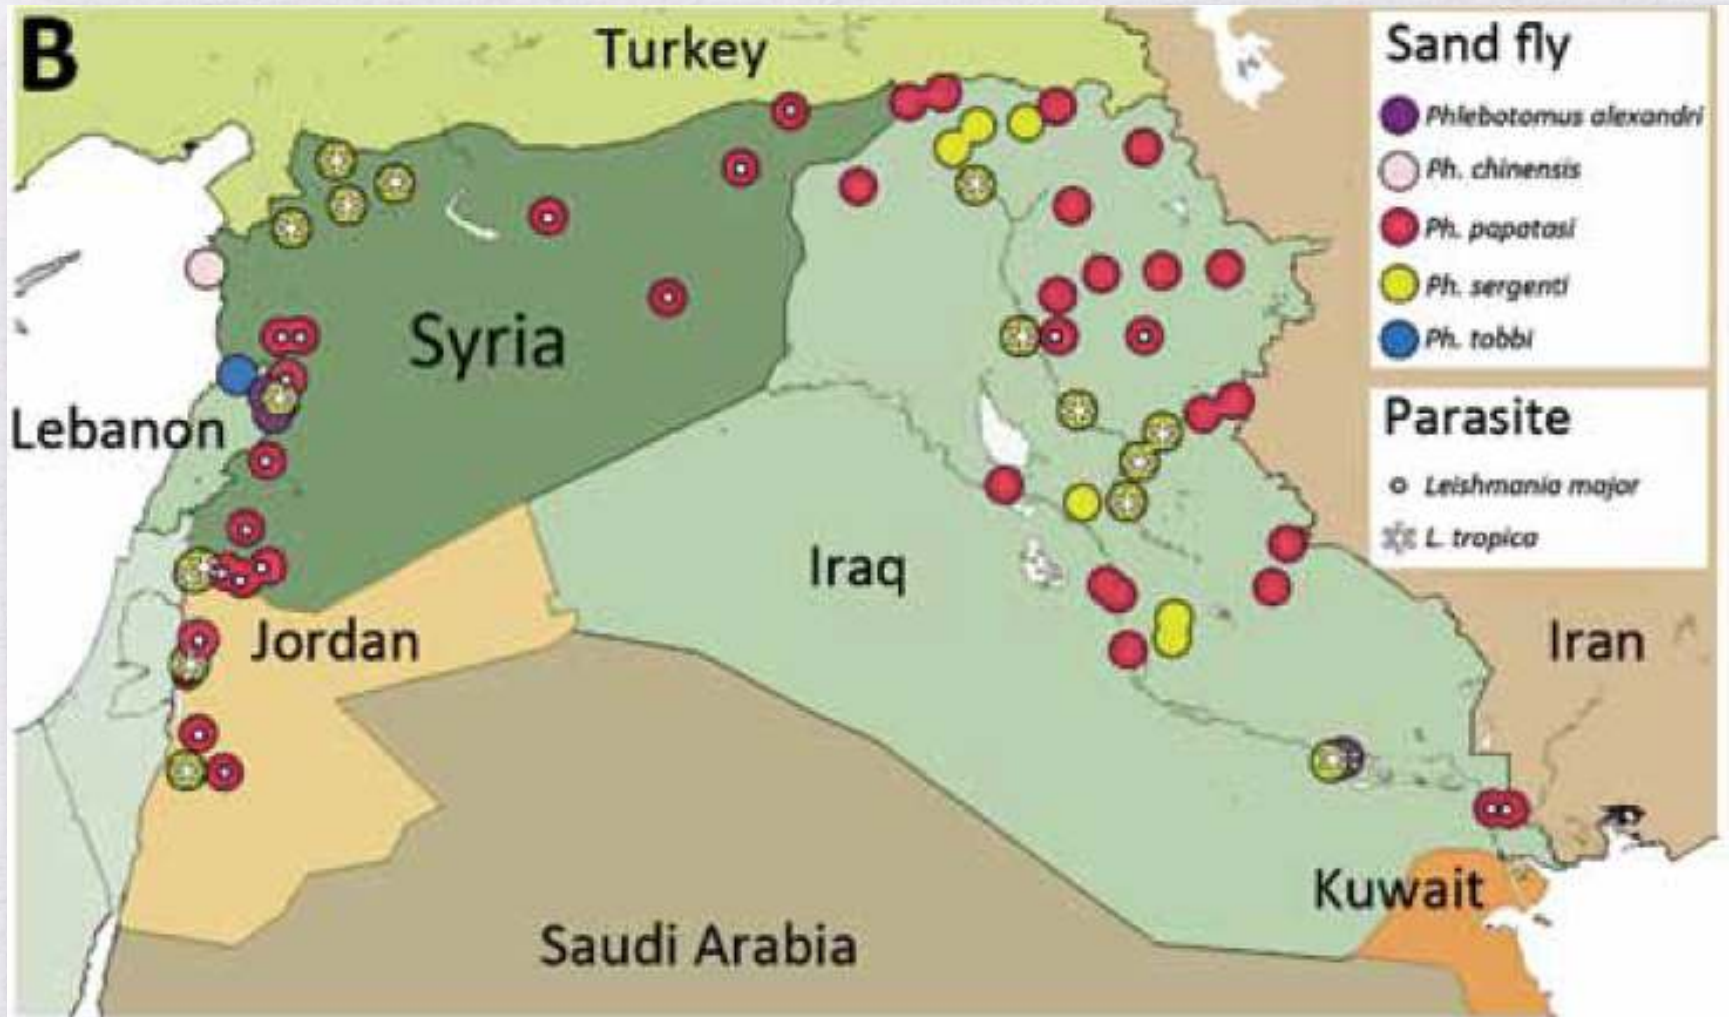 B
Turkey
Syria
Lebanon
Iraq
Jordan
Iran
Kuwait
Saudi Arabia
Sand fly
Phlebotomus alexandri
Ph. chinensis
Ph. papatasi
Ph. sergenti
Ph. tobbi
Parasite
Leishmania major
L. tropica